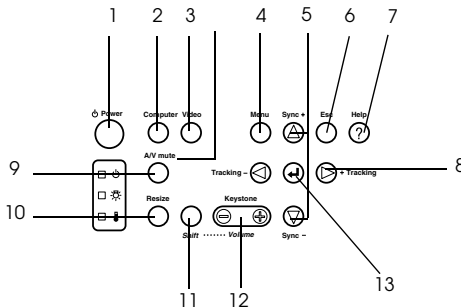 1 2 3 4 5 6 7
Power Computer Video Menu Sync + Esc Help
?
A/V mute
9 Tracking – + Tracking 8
10 Resize Keystone
Shift ······· Volume Sync –
11 12 13